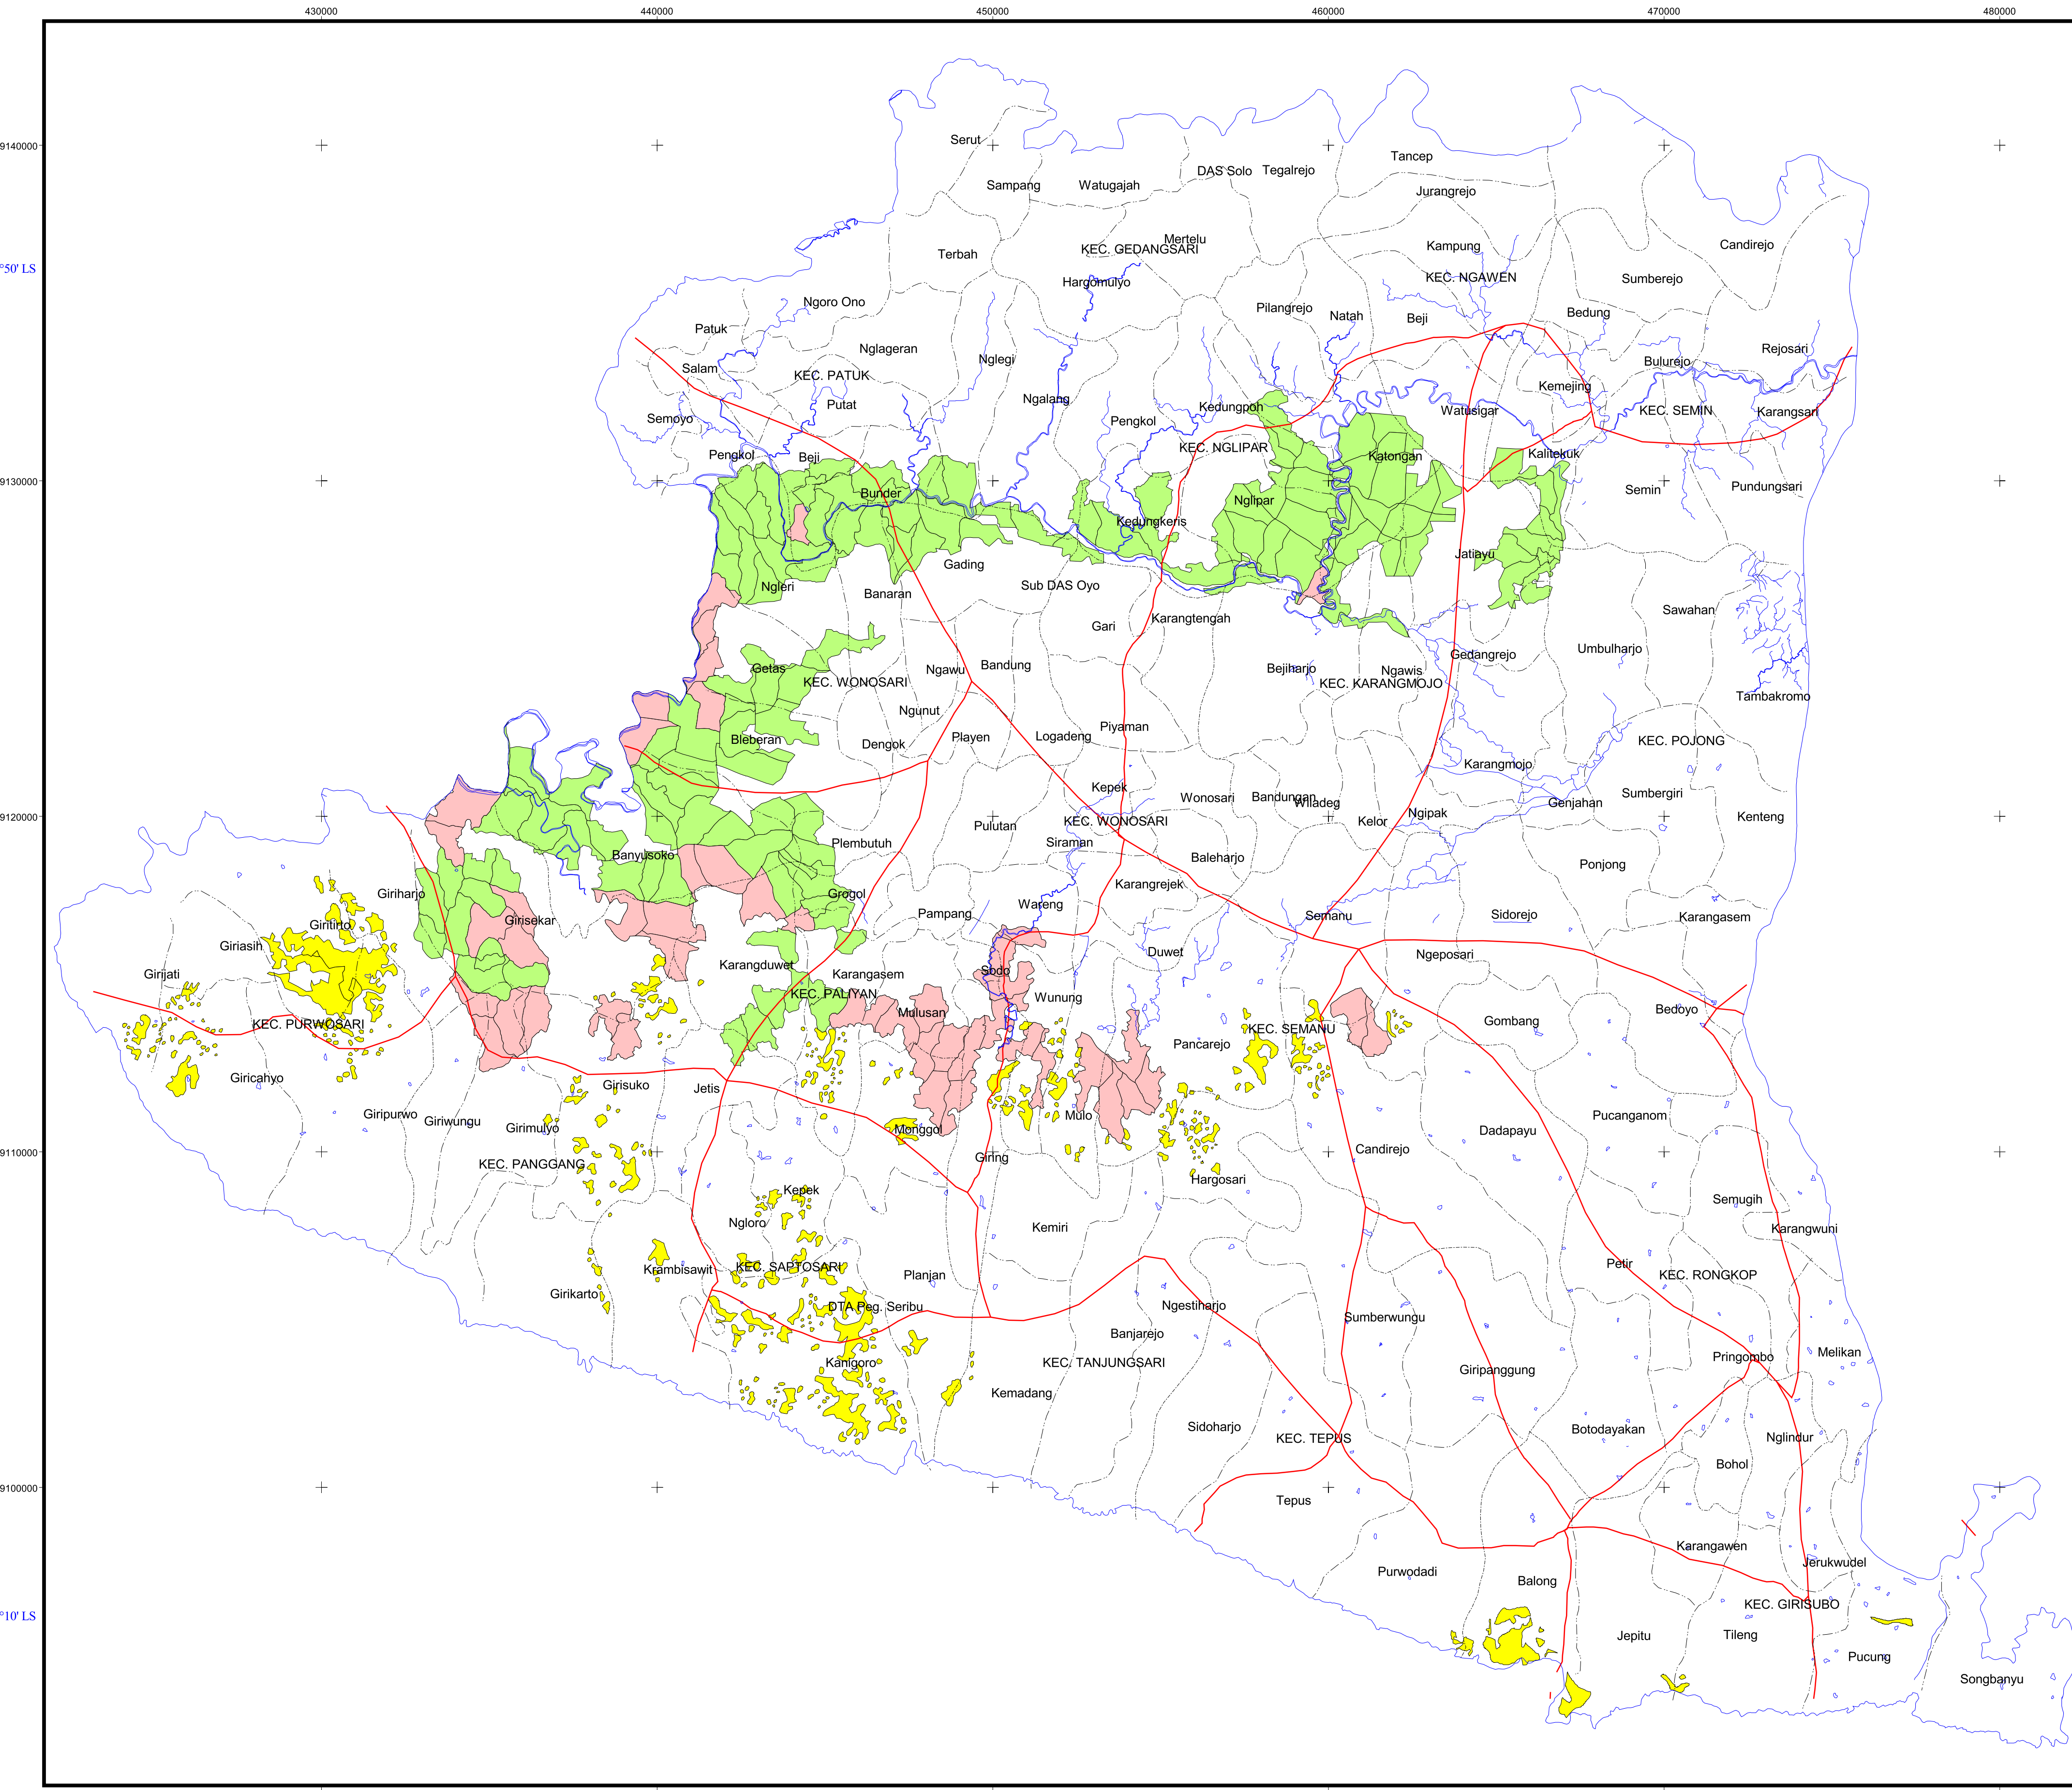 430000 440000 450000 460000 470000 480000
9140000
Serut
Tancep
DAS Solo
Tegalrejo
Sampang
Watugajah
Jurangrejo
Mertelu
KEC. GEDANGSARI
Terbah
Kampung
Candirejo
°50' LS
KEC. NGAWEN
Sumberejo
Hargomulyo
Ngoro Ono
Pilangrejo
Natah
Beji
Bedung
Patuk
Nglageran
Nglegi
Rejosari
Salam
KEC. PATUK
Bulurejo
Kemejing
Putat
Ngalang
Kedungpoh
Watusigar
KEC. SEMIN
Karangsari
Semoyo
Pengkol
KEC. NGLIPAR
Pengkol
Beji
Katongan
Kalitekuk
9130000
Bunder
Nglipar
Semin
Pundungsari
Kedungkeris
Jatiayu
Gading
Ngleri
Banaran
Sub DAS Oyo
Sawahan
Gari
Karangtengah
Umbulharjo
Gedangrejo
Getas
Ngawu
Bandung
Bejiharjo
Ngawis
KEC. WONOSARI
KEC. KARANGMOJO
Tambakromo
Ngunut
Piyaman
Bleberan
Dengok
Playen
Logadeng
KEC. POJONG
Karangmojo
Kepek
Wonosari
Bandungan
Wiladeg
Genjahan
Sumbergiri
9120000
Pulutan
KEC. WONOSARI
Kelor
Ngipak
Kenteng
Plembutuh
Siraman
Banyusoko
Baleharjo
Ponjong
Giriharjo
Grogol
Karangrejek
Girisekar
Giritirto
Pampang
Wareng
Semanu
Sidorejo
Karangasem
Giriasih
Duwet
Ngeposari
Girijati
Karangduwet
Karangasem
Sodo
KEC. PALIYAN
Wunung
Mulusan
Bedoyo
KEC. PURWOSARI
KEC. SEMANU
Gombang
Pancarejo
Giricahyo
Girisuko
Jetis
Giripurwo
Giriwungu
Girimulyo
Monggol
Mulo
Pucanganom
Dadapayu
9110000
KEC. PANGGANG
Giring
Candirejo
Hargosari
Kepek
Semugih
Ngloro
Kemiri
Karangwuni
Krambisawit
KEC. SAPTOSARI
Planjan
Petir
KEC. RONGKOP
Girikarto
DTA Peg. Seribu
Ngestiharjo
Sumberwungu
Banjarejo
Kanigoro
KEC. TANJUNGSARI
Pringombo
Melikan
Giripanggung
Kemadang
Sidoharjo
KEC. TEPUS
Botodayakan
Nglindur
Bohol
9100000
Tepus
Karangawen
Jerukwudel
Purwodadi
Balong
KEC. GIRISUBO
°10' LS
Jepitu
Tileng
Pucung
Songbanyu